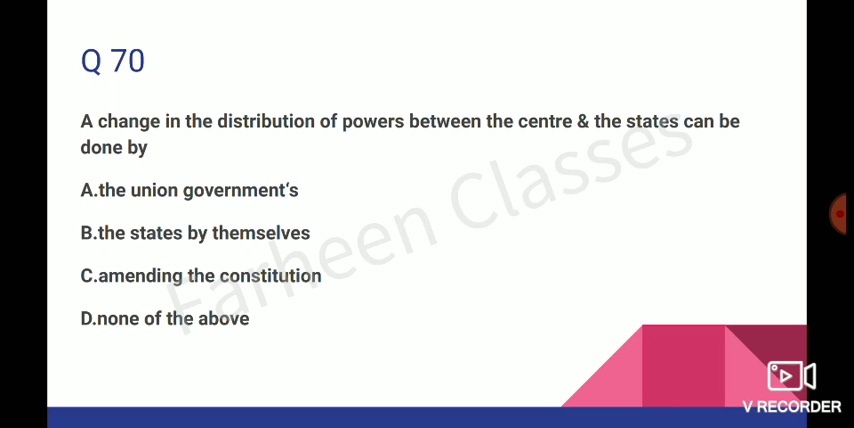 Q 70
A change in the distribution of powers between the centre & the states can be
done by
A.the union government‘s
B.the states by themselves
C.amending the constitution
D.none of the above
Farheen Classes
V RECORDER